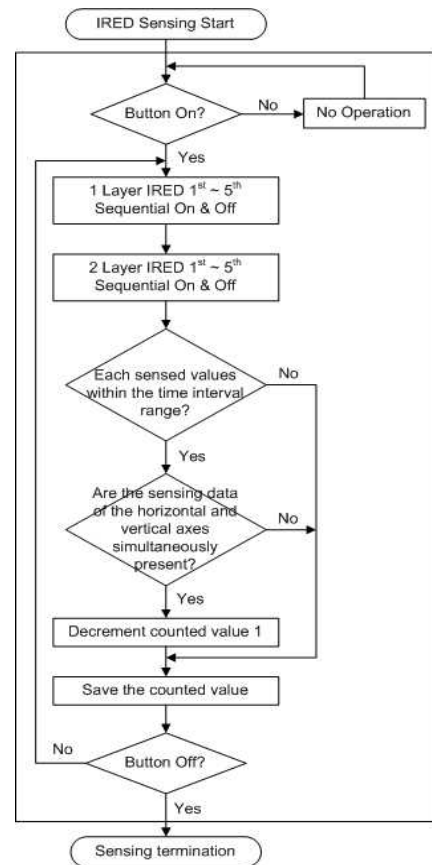 IRED Sensing Start
Button On?
No
No Operation
Yes
1 Layer IRED 1st ~ 5th
Sequential On & Off
2 Layer IRED 1st ~ 5th
Sequential On & Off
Each sensed values
within the time interval
range?
No
Yes
Are the sensing data
of the horizontal and
vertical axes
simultaneously
present?
No
Yes
Decrement counted value 1
Save the counted value
No
Button Off?
Yes
Sensing termination